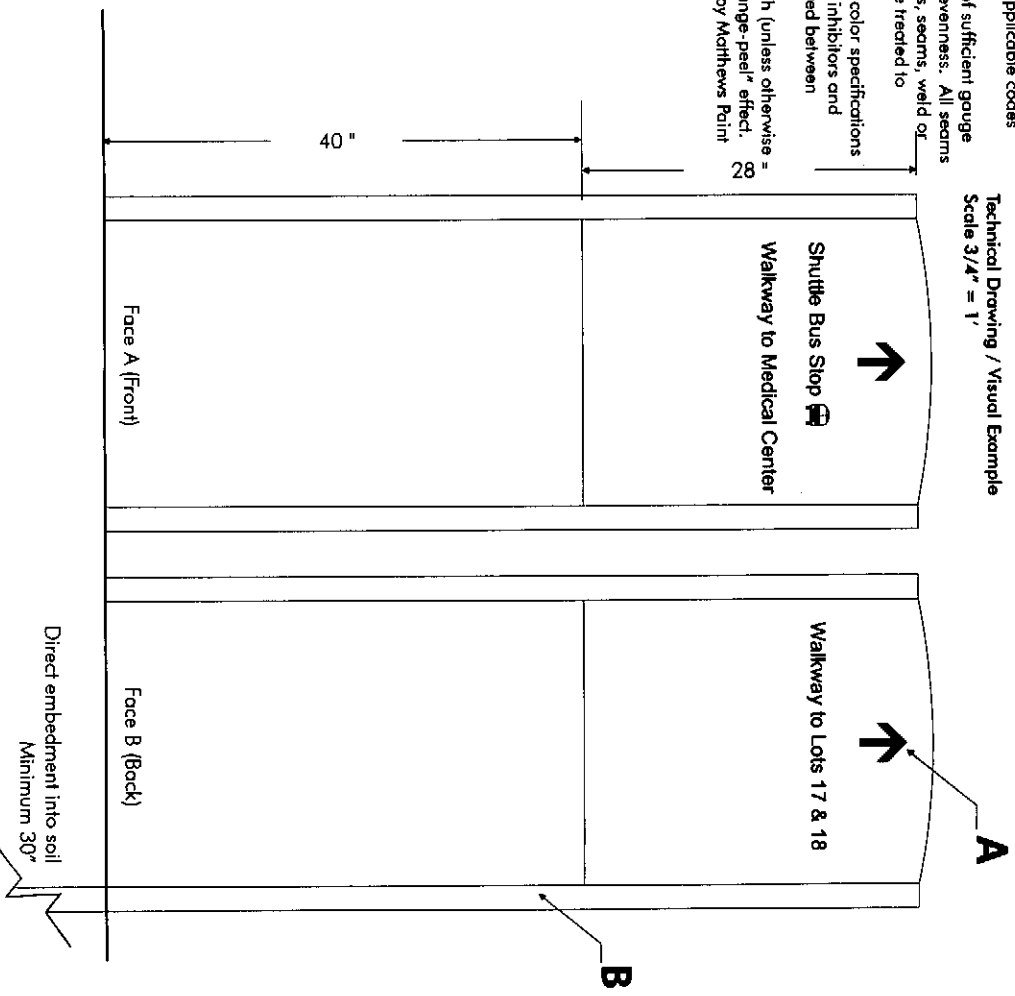 pplicable codes
of sufficient gauge
evenness. All seams
s, seams, weld or
e treated to
color specifications
inhibitors and
ed between
h (unless otherwise =
ange-peel" effect.
by Matthews Paint
Technical Drawing / Visual Example
Scale 3/4" = 1'
A
28"
Shuttle Bus Stop
Walkway to Medical Center
Walkway to Lots 17 & 18
B
40"
Face A (Front)
Face B (Back)
Direct embedment into soil
Minimum 30"